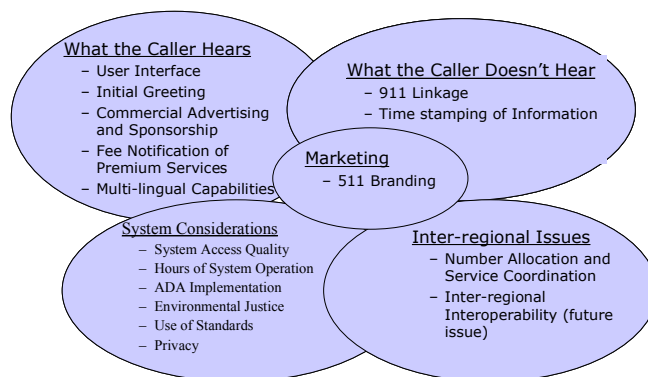 What the Caller Hears
– User Interface
– Initial Greeting
– Commercial Advertising
and Sponsorship
– Fee Notification of
Premium Services
– Multi-lingual Capabilities
What the Caller Doesn't Hear
– 911 Linkage
– Time stamping of Information
Marketing
– 511 Branding
System Considerations
– System Access Quality
– Hours of System Operation
– ADA Implementation
– Environmental Justice
– Use of Standards
– Privacy
Inter-regional Issues
– Number Allocation and
Service Coordination
– Inter-regional
Interoperability (future
issue)